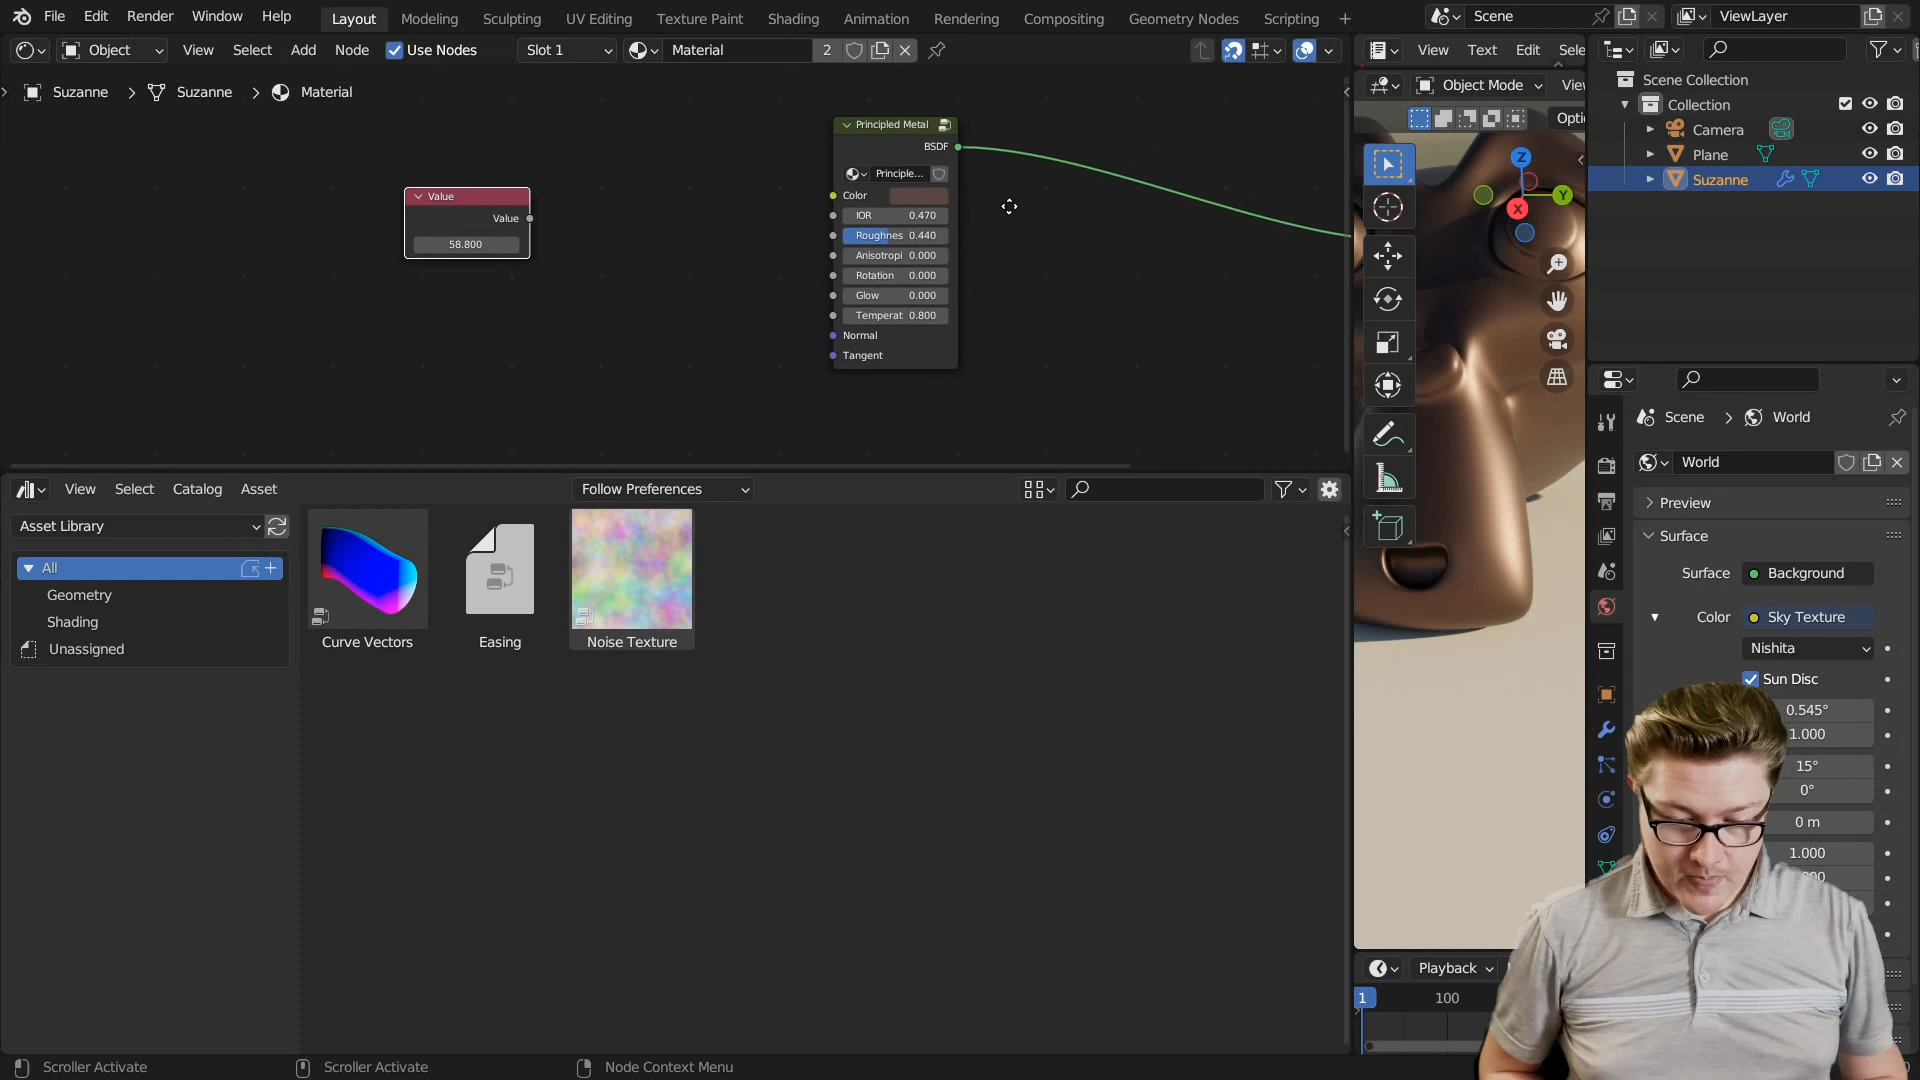 File Edit Render Window Help Layout Modeling Sculpting UV Editing Texture Paint Shading Animation Rendering Compositing Geometry Nodes Scripting + Scene ViewLayer
Object View Select Add Node Use Nodes Slot 1 Material 2 View Text Edit Sele
Suzanne > Suzanne > Material
Object Mode Viev
Opti
Scene Collection
Collection
Camera
Plane
Suzanne
Z
Y
X
Value
Value
58.800
Principled Metal
BSDF
Principle...
Color
IOR 0.470
Roughnes 0.440
Anisotropi 0.000
Rotation 0.000
Glow 0.000
Temperat 0.800
Normal
Tangent
Scene > World
World
Preview
Surface
Surface Background
Color Sky Texture
Nishita
Sun Disc
0.545°
1.000
15°
0°
0 m
1.000
View Select Catalog Asset Follow Preferences
Asset Library
All
Geometry
Shading
Unassigned
Curve Vectors
Easing
Noise Texture
Playback
1 100
Scroller Activate Scroller Activate Node Context Menu